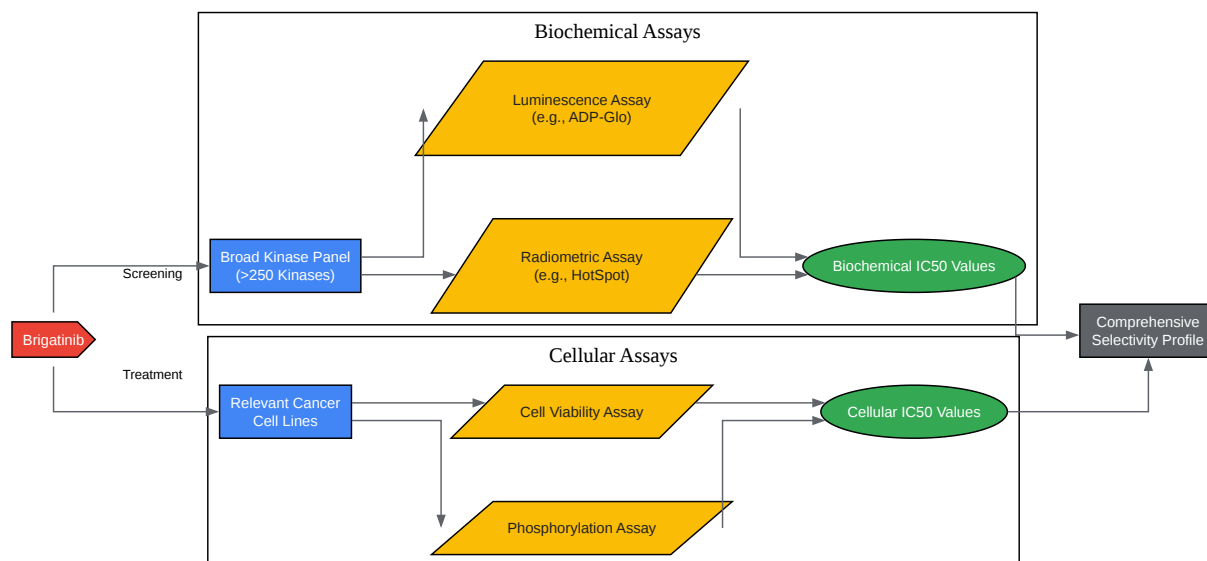 Biochemical Assays
Luminescence Assay
(e.g., ADP-Glo)
Broad Kinase Panel
(>250 Kinases)
Radiometric Assay
(e.g., HotSpot)
Biochemical IC50 Values
Screening
Brigatinib
Comprehensive
Selectivity Profile
Treatment
Cellular Assays
Relevant Cancer
Cell Lines
Cell Viability Assay
Cellular IC50 Values
Phosphorylation Assay